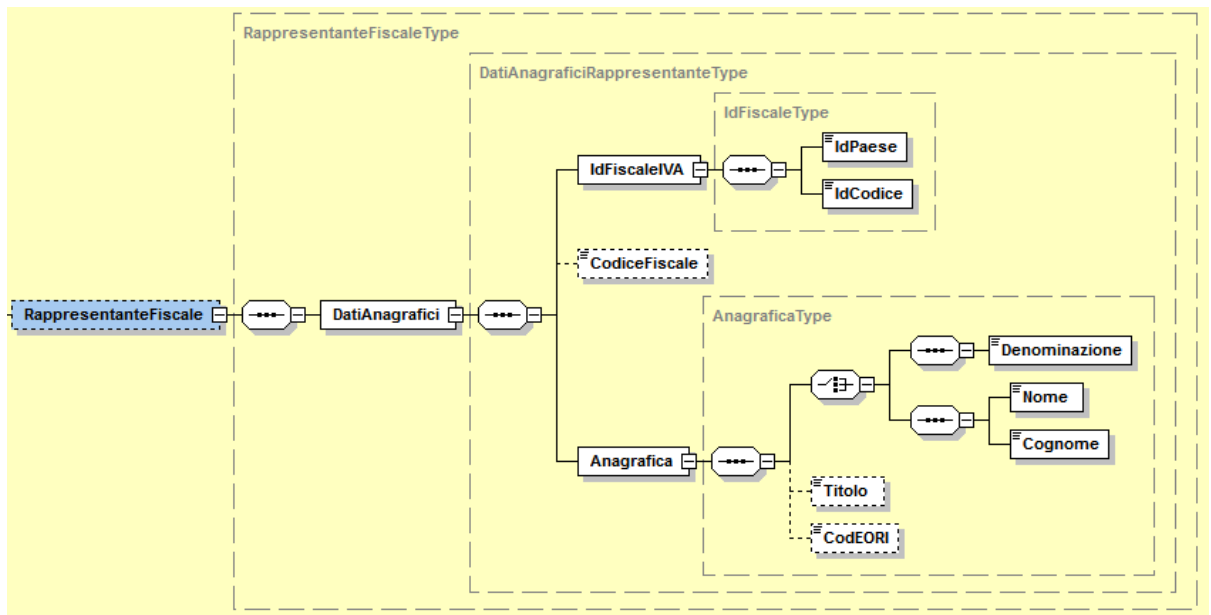 RappresentanteFiscaleType
DatiAnagraficiRappresentanteType
IdFiscaleType
IdPaese
IdFiscaleIVA
IdCodice
CodiceFiscale
RappresentanteFiscale
DatiAnagrafici
AnagraficaType
Denominazione
Nome
Cognome
Anagrafica
Titolo
CodEORI